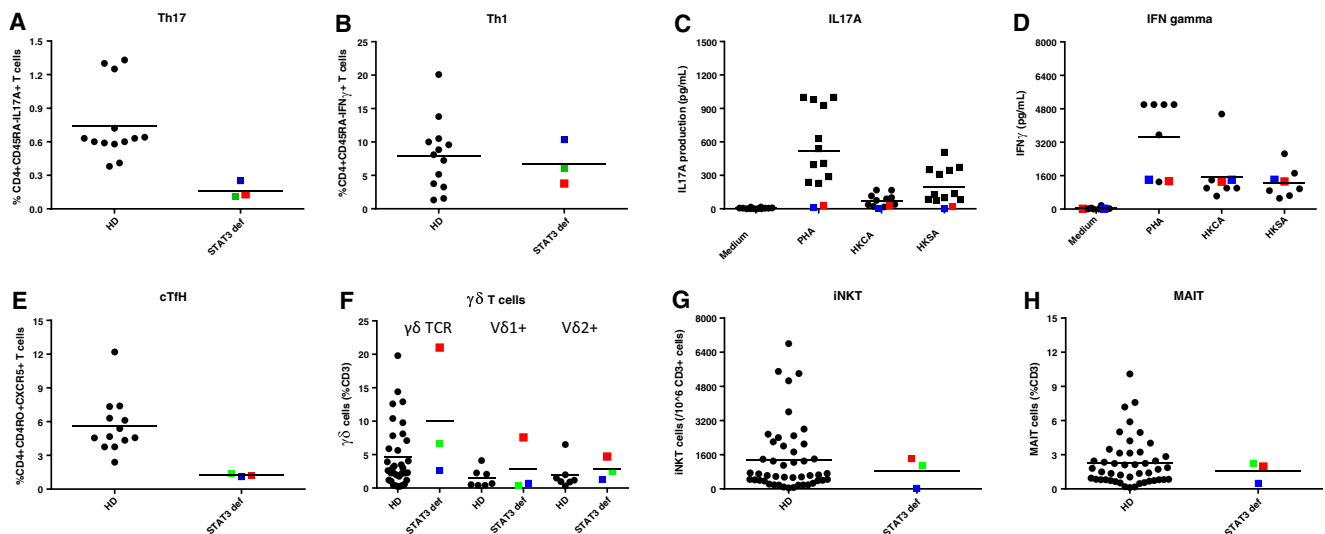 A
Th17
%CD4+CD45RA-IL17A+ T cells
1.5
1.2
0.9
0.6
0.3
0.0
HD
STAT3 def
B
Th1
%CD4+CD45RA-IFNγ+ T cells
25
20
15
10
5
0
HD
STAT3 def
C
IL17A
IL17A production (pg/mL)
1500
1200
900
600
300
0
Medium
PHA
HKCA
HKSA
D
IFN gamma
IFNγ (pg/mL)
8000
6400
4800
3200
1600
0
Medium
PHA
HKCA
HKSA
E
cTfH
%CD4+CD4RO+CXCR5+ T cells
15
12
9
6
3
0
HD
STAT3 def
F
γδ T cells
γδ TCR Vδ1+ Vδ2+
γδ cells (%CD3)
25
20
15
10
5
0
HD
STAT3 def
HD
STAT3 def
HD
STAT3 def
G
iNKT
iNKT cells (/10^6 CD3+ cells)
8000
6400
4800
3200
1600
0
HD
STAT3 def
H
MAIT
MAIT cells (%CD3)
15
12
9
6
3
0
HD
STAT3 def